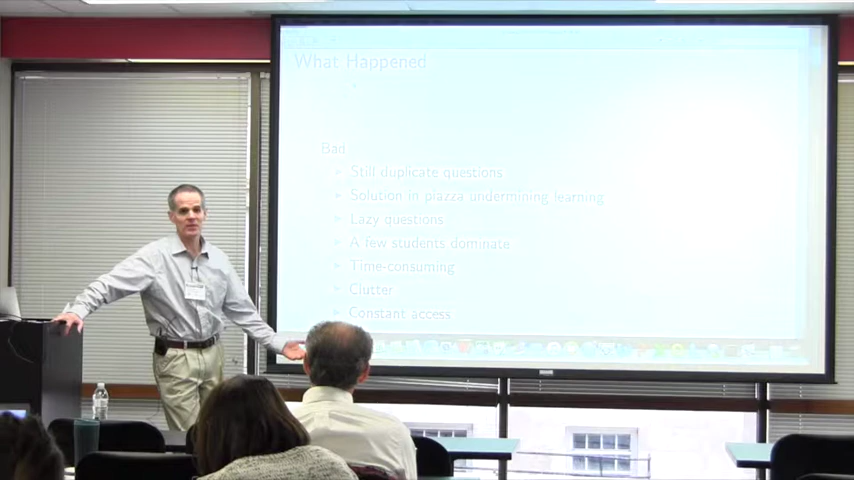 What Happened
Bad
Still duplicate questions
Solution in piazza undermining learning
Lazy questions
A few students dominate
Time-consuming
Clutter
Constant access